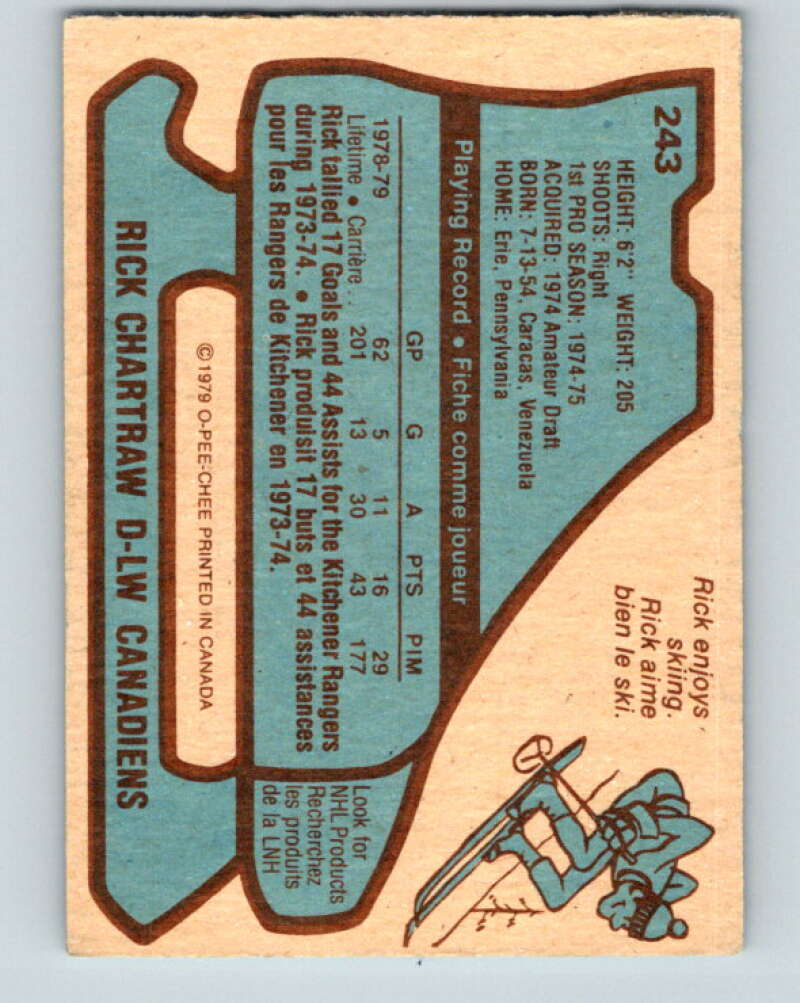 243
HEIGHT: 6'2" WEIGHT: 205
SHOOTS: Right
1st PRO SEASON: 1974-75
ACQUIRED: 1974 Amateur Draft
BORN: 7-13-54, Caracas, Venezuela
HOME: Erie, Pennsylvania
Rick enjoys
skiing.
Rick aime
bien le ski.
Playing Record • Fiche comme joueur
GP G A PTS PIM
1978-79 62 5 11 16 29
Lifetime • Carrière . . 201 13 30 43 177
Rick tallied 17 Goals and 44 Assists for the Kitchener Rangers
during 1973-74. • Rick produisit 17 buts et 44 assistances
pour les Rangers de Kitchener en 1973-74.
Look for
NHL Products
Recherchez
les produits
de la LNH
©1979 O-PEE-CHEE PRINTED IN CANADA
RICK CHARTRAW D-LW CANADIENS